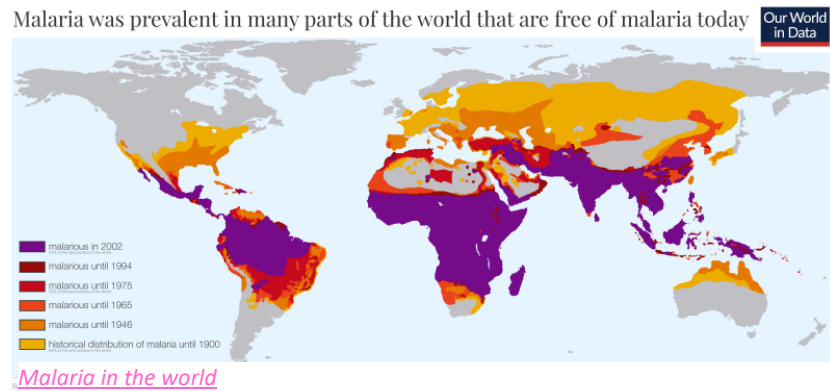 Malaria was prevalent in many parts of the world that are free of malaria today
Our World
in Data
malarious in 2002
malarious until 1994
malarious until 1975
malarious until 1965
malarious until 1946
historical distribution of malaria until 1900
Malaria in the world